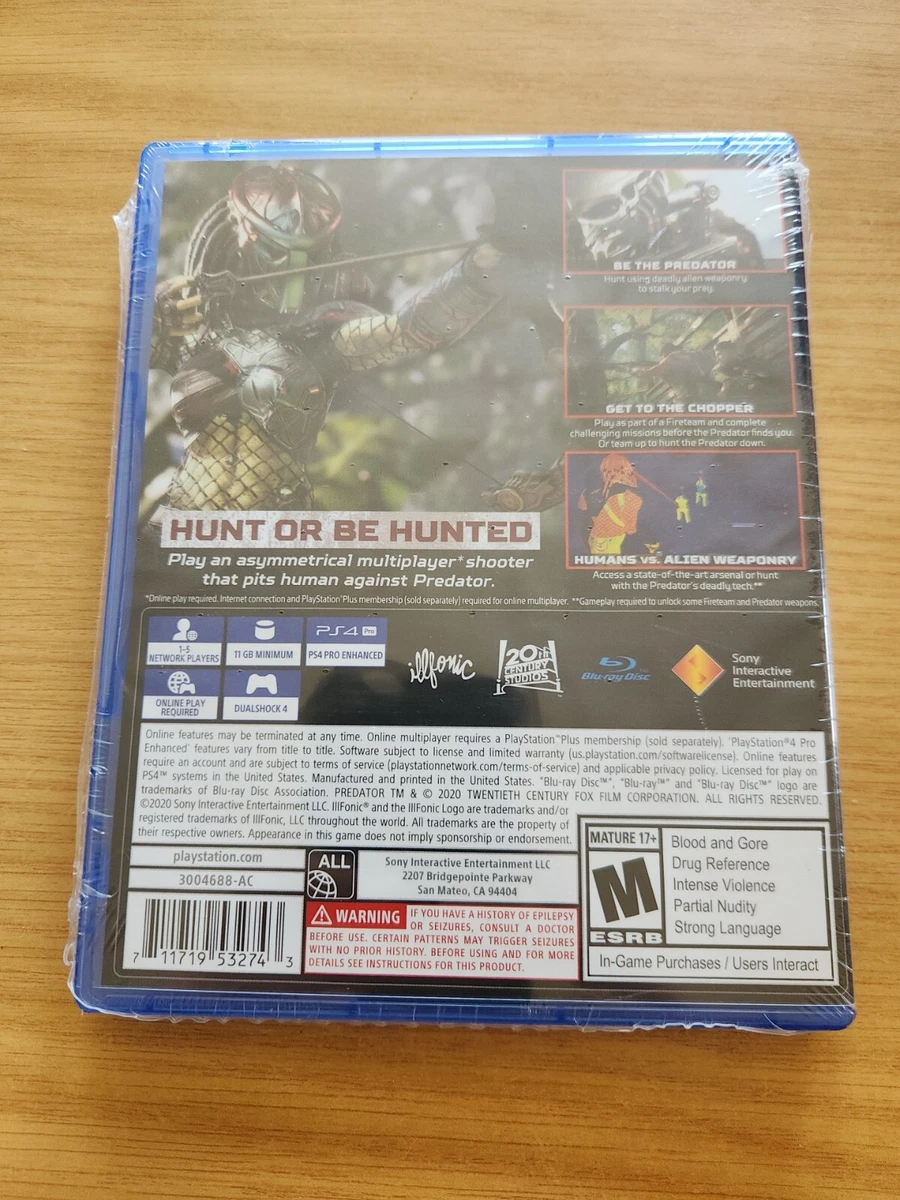 BE THE PREDATOR
Hunt using deadly alien weaponry
to stalk your prey.
GET TO THE CHOPPER
Play as part of a Fireteam and complete
challenging missions before the Predator finds you.
Or team up to hunt the Predator down.
HUMANS VS. ALIEN WEAPONRY
Access a state-of-the-art arsenal or hunt
with the Predator's deadly tech.**
HUNT OR BE HUNTED
Play an asymmetrical multiplayer* shooter
that pits human against Predator.
*Online play required. Internet connection and PlayStation®Plus membership (sold separately) required for online multiplayer. **Gameplay required to unlock some Fireteam and Predator weapons.
1-5
NETWORK PLAYERS
11 GB MINIMUM
PS4 Pro
PS4 PRO ENHANCED
ONLINE PLAY
REQUIRED
DUALSHOCK 4
illfonic
20th
CENTURY
STUDIOS
Blu-ray Disc
Sony
Interactive
Entertainment
Online features may be terminated at any time. Online multiplayer requires a PlayStation™Plus membership (sold separately). 'PlayStation®4 Pro
Enhanced' features vary from title to title. Software subject to license and limited warranty (us.playstation.com/softwarelicense). Online features
require an account and are subject to terms of service (playstationnetwork.com/terms-of-service) and applicable privacy policy. Licensed for play on
PS4™ systems in the United States. Manufactured and printed in the United States. "Blu-ray Disc™", "Blu-ray™" and "Blu-ray Disc™" logo are
trademarks of Blu-ray Disc Association. PREDATOR TM & © 2020 TWENTIETH CENTURY FOX FILM CORPORATION. ALL RIGHTS RESERVED.
©2020 Sony Interactive Entertainment LLC. IllFonic® and the IllFonic Logo are trademarks and/or
registered trademarks of IllFonic, LLC throughout the world. All trademarks are the property of
their respective owners. Appearance in this game does not imply sponsorship or endorsement.
playstation.com
3004688-AC
7 11719 53274 3
ALL
Sony Interactive Entertainment LLC
2207 Bridgepointe Parkway
San Mateo, CA 94404
WARNING IF YOU HAVE A HISTORY OF EPILEPSY
OR SEIZURES, CONSULT A DOCTOR
BEFORE USE. CERTAIN PATTERNS MAY TRIGGER SEIZURES
WITH NO PRIOR HISTORY. BEFORE USING AND FOR MORE
DETAILS SEE INSTRUCTIONS FOR THIS PRODUCT.
MATURE 17+
M
ESRB
Blood and Gore
Drug Reference
Intense Violence
Partial Nudity
Strong Language
In-Game Purchases / Users Interact